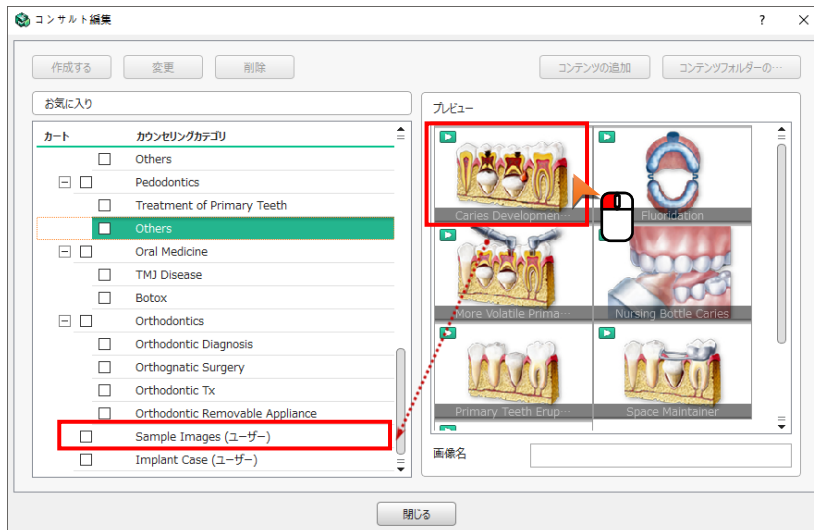 コンサルト編集
作成する
変更
削除
コンテンツの追加
コンテンツフォルダーの…
お気に入り
カート
カウンセリングカテゴリ
Others
Pedodontics
Treatment of Primary Teeth
Others
Oral Medicine
TMJ Disease
Botox
Orthodontics
Orthodontic Diagnosis
Orthognatic Surgery
Orthodontic Tx
Orthodontic Removable Appliance
Sample Images (ユーザー)
Implant Case (ユーザー)
プレビュー
Caries Developmen…
Fluoridation
More Volatile Prima…
Nursing Bottle Caries
Primary Teeth Erup…
Space Maintainer
画像名
閉じる